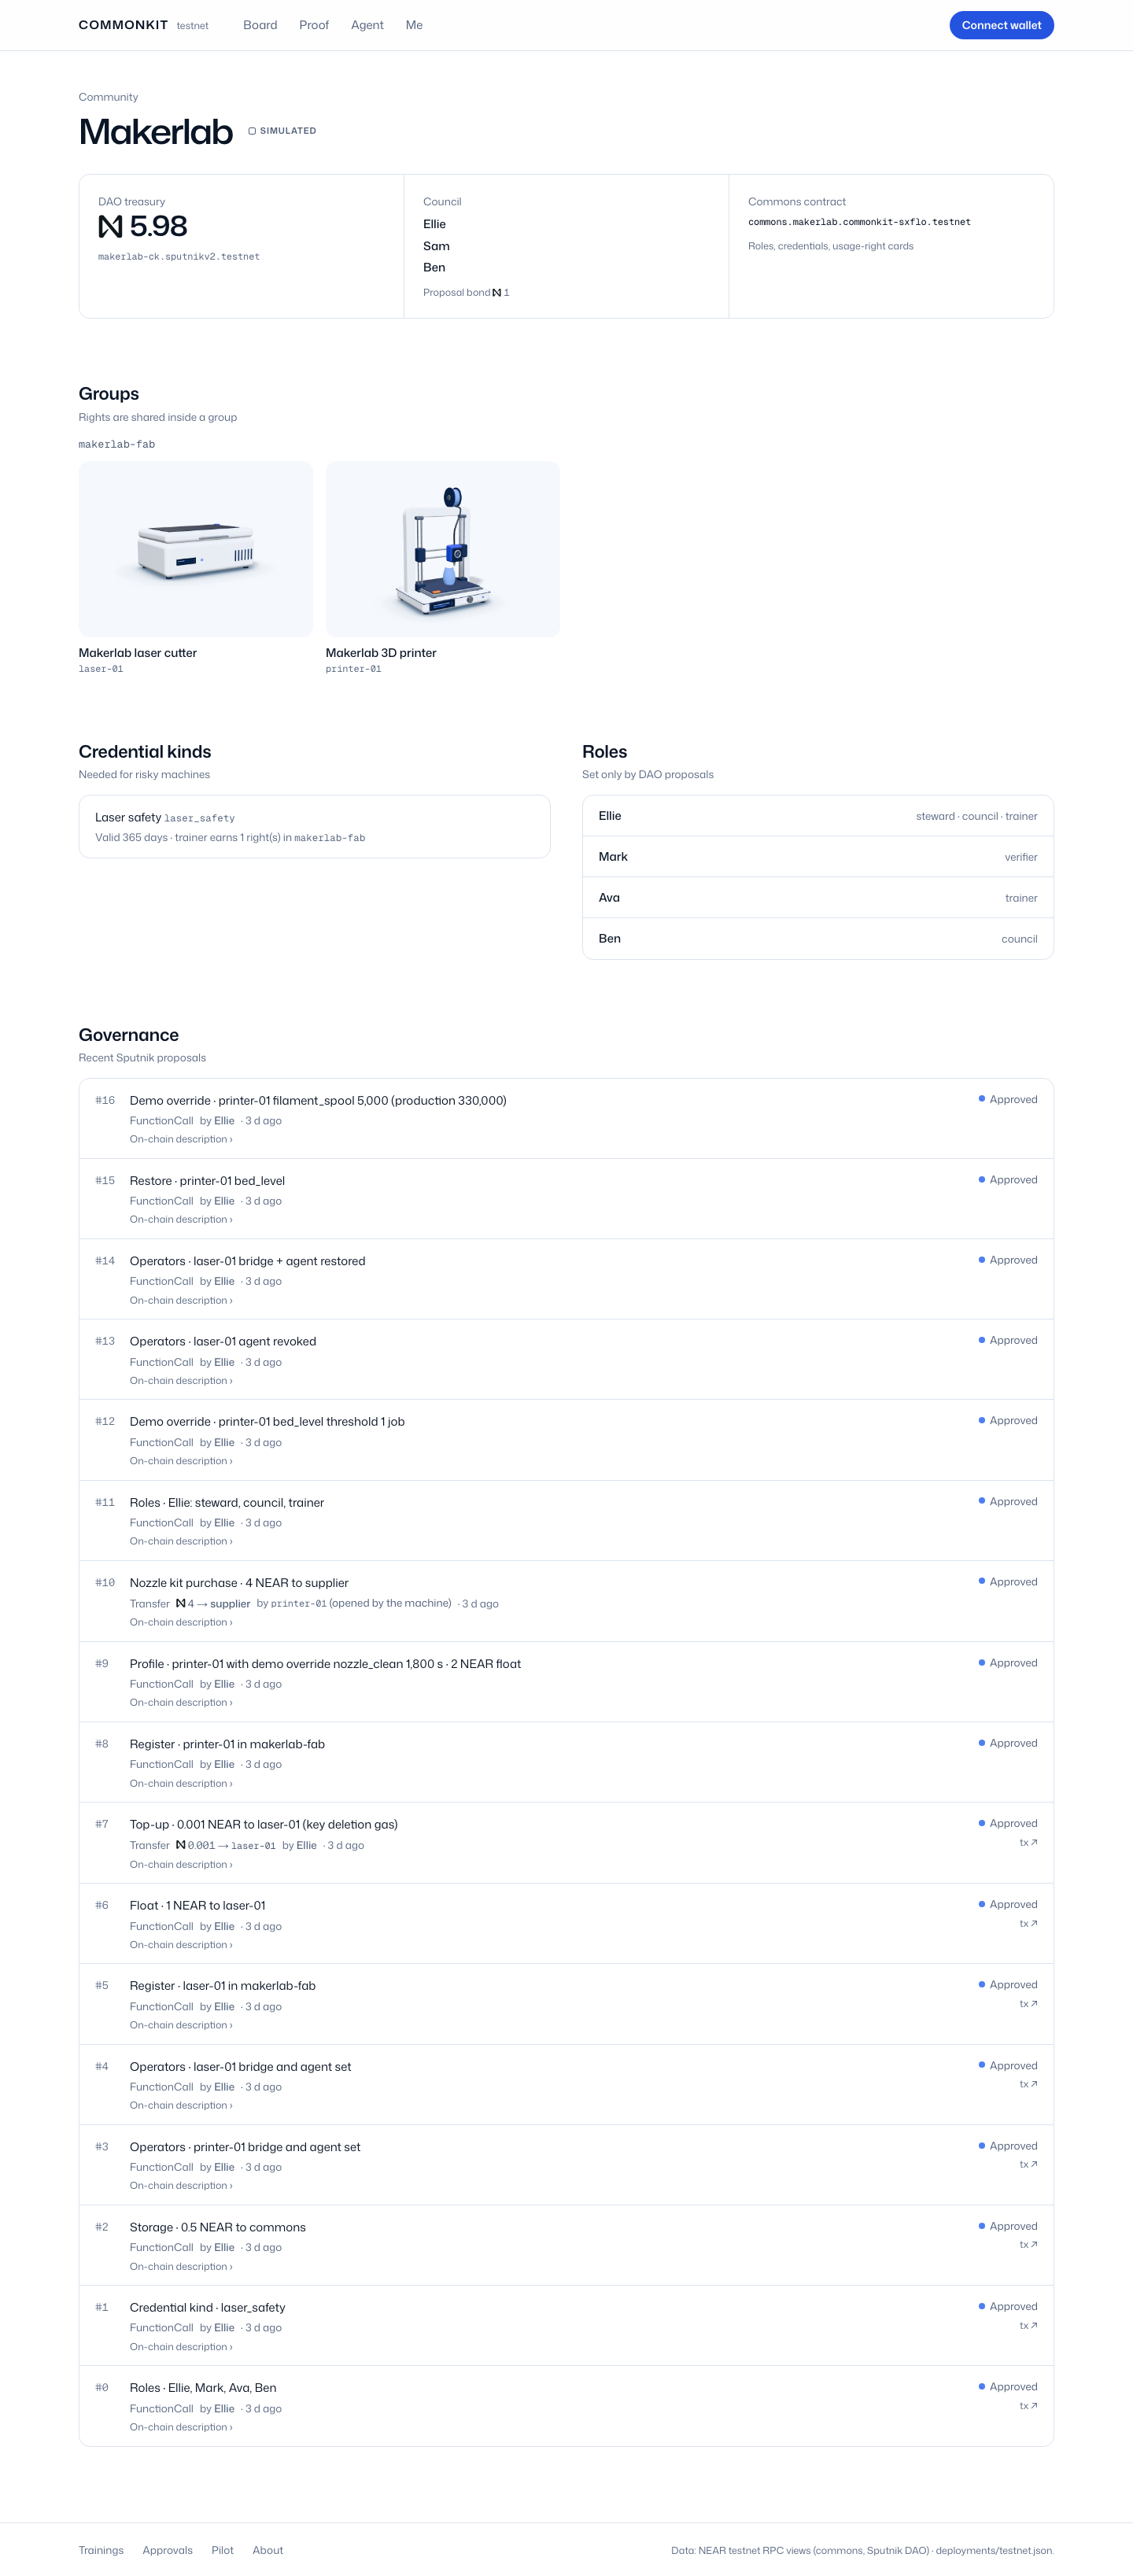 COMMONKIT testnet Board Proof Agent Me Connect wallet
Community
Makerlab SIMULATED
DAO treasury
5.98
makerlab-ck.sputnikv2.testnet
Council
Ellie
Sam
Ben
Proposal bond 1
Commons contract
commons.makerlab.commonkit-sxflo.testnet
Roles, credentials, usage-right cards
Groups
Rights are shared inside a group
makerlab-fab
Makerlab laser cutter
laser-01
Makerlab 3D printer
printer-01
Credential kinds
Needed for risky machines
Laser safety laser_safety
Valid 365 days · trainer earns 1 right(s) in makerlab-fab
Roles
Set only by DAO proposals
Ellie steward · council · trainer
Mark verifier
Ava trainer
Ben council
Governance
Recent Sputnik proposals
#16 Demo override · printer-01 filament_spool 5,000 (production 330,000) Approved
FunctionCall by Ellie · 3 d ago
On-chain description ›
#15 Restore · printer-01 bed_level Approved
FunctionCall by Ellie · 3 d ago
On-chain description ›
#14 Operators · laser-01 bridge + agent restored Approved
FunctionCall by Ellie · 3 d ago
On-chain description ›
#13 Operators · laser-01 agent revoked Approved
FunctionCall by Ellie · 3 d ago
On-chain description ›
#12 Demo override · printer-01 bed_level threshold 1 job Approved
FunctionCall by Ellie · 3 d ago
On-chain description ›
#11 Roles · Ellie: steward, council, trainer Approved
FunctionCall by Ellie · 3 d ago
On-chain description ›
#10 Nozzle kit purchase · 4 NEAR to supplier Approved
Transfer 4 → supplier by printer-01 (opened by the machine) · 3 d ago
On-chain description ›
#9 Profile · printer-01 with demo override nozzle_clean 1,800 s · 2 NEAR float Approved
FunctionCall by Ellie · 3 d ago
On-chain description ›
#8 Register · printer-01 in makerlab-fab Approved
FunctionCall by Ellie · 3 d ago
On-chain description ›
#7 Top-up · 0.001 NEAR to laser-01 (key deletion gas) Approved
Transfer 0.001 → laser-01 by Ellie · 3 d ago tx ↗
On-chain description ›
#6 Float · 1 NEAR to laser-01 Approved
FunctionCall by Ellie · 3 d ago tx ↗
On-chain description ›
#5 Register · laser-01 in makerlab-fab Approved
FunctionCall by Ellie · 3 d ago tx ↗
On-chain description ›
#4 Operators · laser-01 bridge and agent set Approved
FunctionCall by Ellie · 3 d ago tx ↗
On-chain description ›
#3 Operators · printer-01 bridge and agent set Approved
FunctionCall by Ellie · 3 d ago tx ↗
On-chain description ›
#2 Storage · 0.5 NEAR to commons Approved
FunctionCall by Ellie · 3 d ago tx ↗
On-chain description ›
#1 Credential kind · laser_safety Approved
FunctionCall by Ellie · 3 d ago tx ↗
On-chain description ›
#0 Roles · Ellie, Mark, Ava, Ben Approved
FunctionCall by Ellie · 3 d ago tx ↗
On-chain description ›
Trainings Approvals Pilot About Data: NEAR testnet RPC views (commons, Sputnik DAO) · deployments/testnet.json.